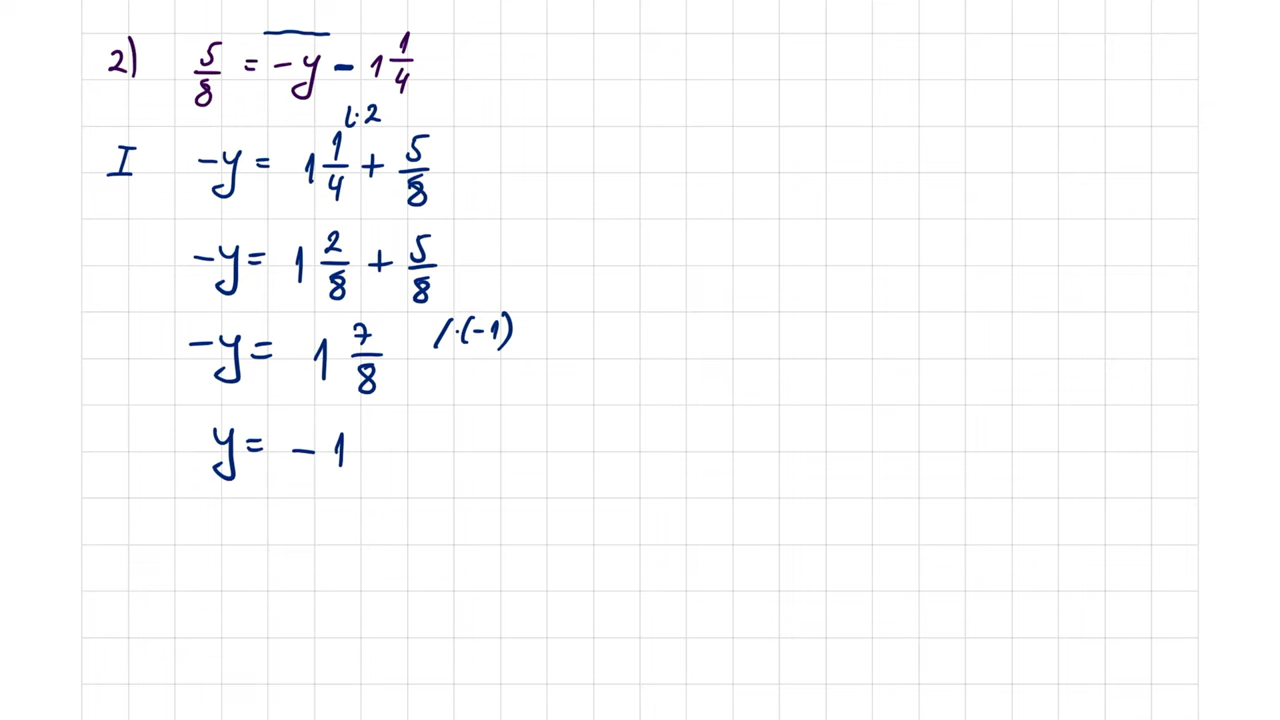 2) 5/8 = -y - 1 1/4
l·2
I -y = 1 1/4 + 5/8
-y = 1 2/8 + 5/8
-y = 1 7/8 /·(-1)
y = - 1